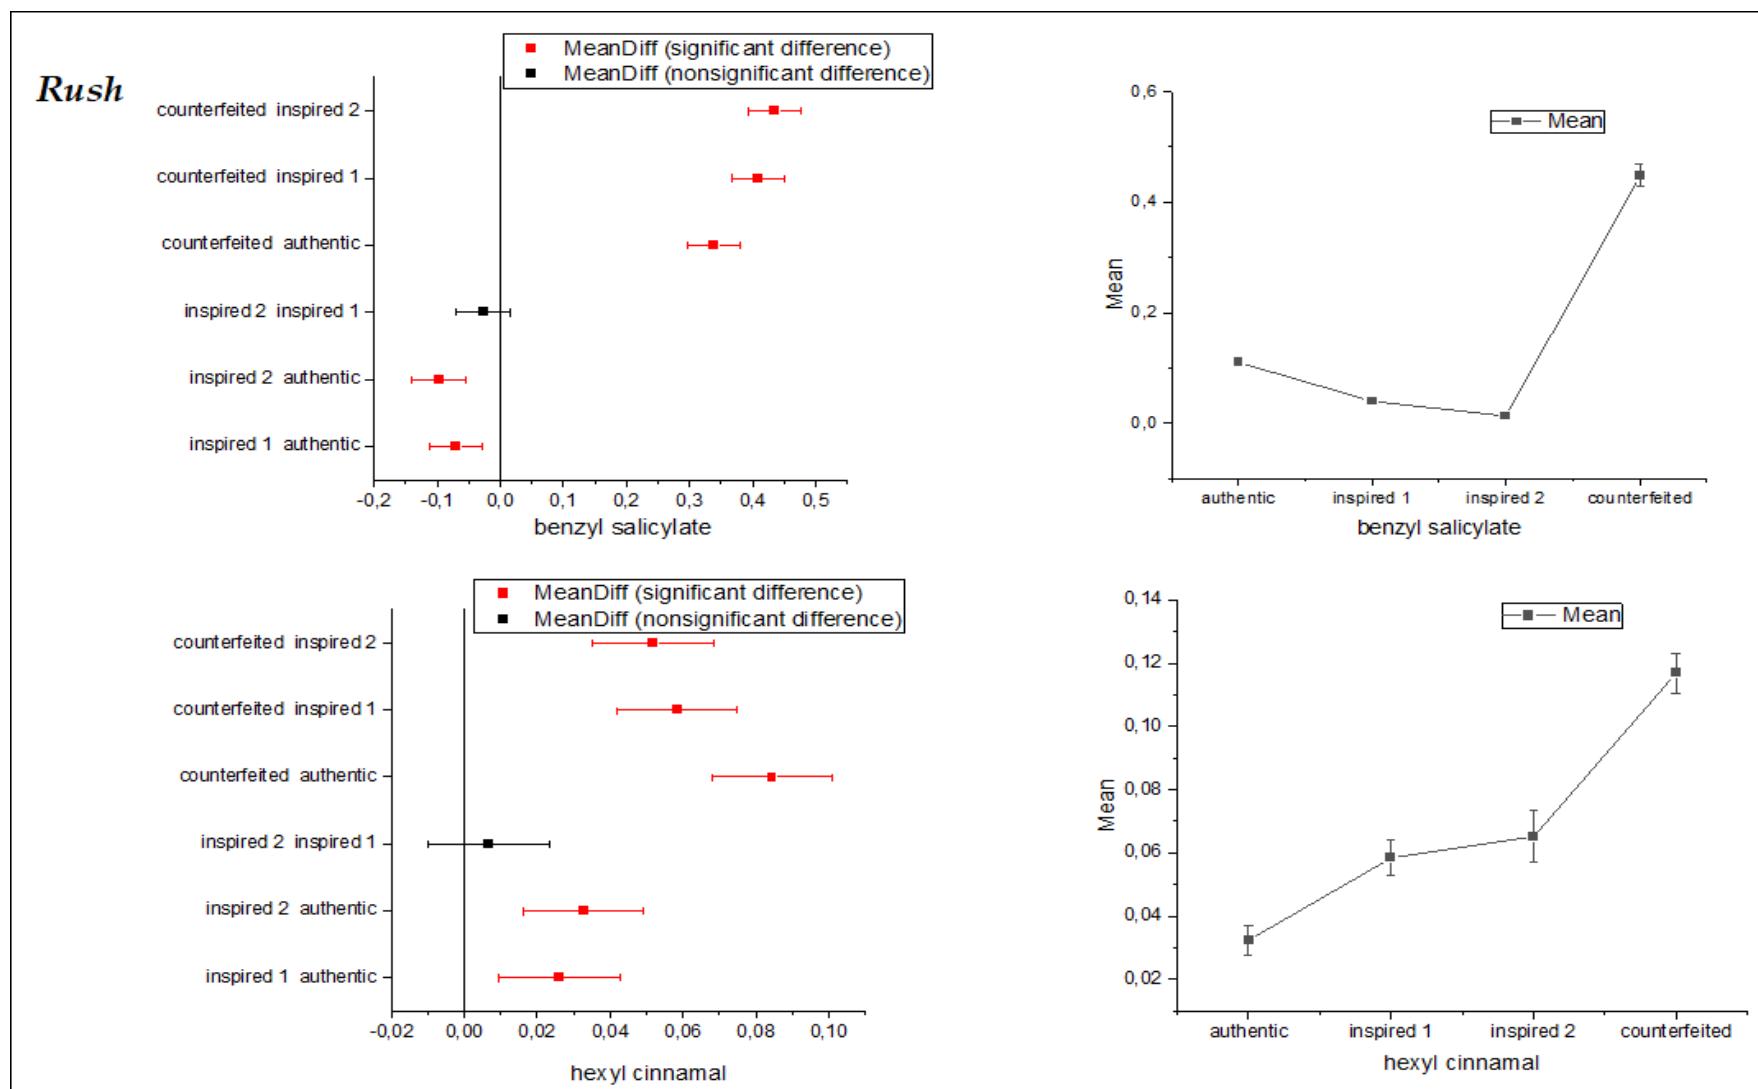 Rush
MeanDiff (significant difference)
MeanDiff (nonsignificant difference)
counterfeited inspired 2
counterfeited inspired 1
counterfeited authentic
inspired 2 inspired 1
inspired 2 authentic
inspired 1 authentic
-0,2 -0,1 0,0 0,1 0,2 0,3 0,4 0,5
benzyl salicylate
Mean
0,6
0,4
0,2
0,0
Mean
authentic inspired 1 inspired 2 counterfeited
benzyl salicylate
MeanDiff (significant difference)
MeanDiff (nonsignificant difference)
counterfeited inspired 2
counterfeited inspired 1
counterfeited authentic
inspired 2 inspired 1
inspired 2 authentic
inspired 1 authentic
-0,02 0,00 0,02 0,04 0,06 0,08 0,10
hexyl cinnamal
Mean
0,14
0,12
0,10
0,08
0,06
0,04
0,02
Mean
authentic inspired 1 inspired 2 counterfeited
hexyl cinnamal